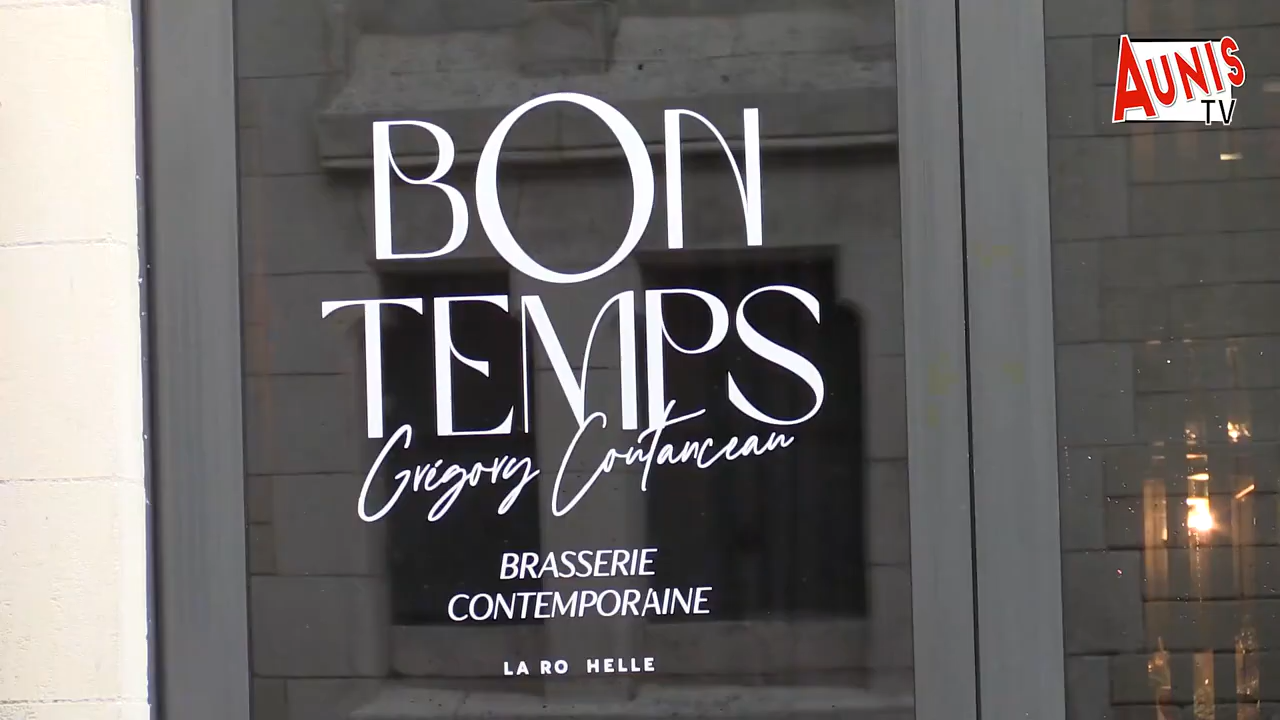 AUNIS
TV
BON
TEMPS
Grégory Coutanceau
BRASSERIE
CONTEMPORAINE
LA RO HELLE